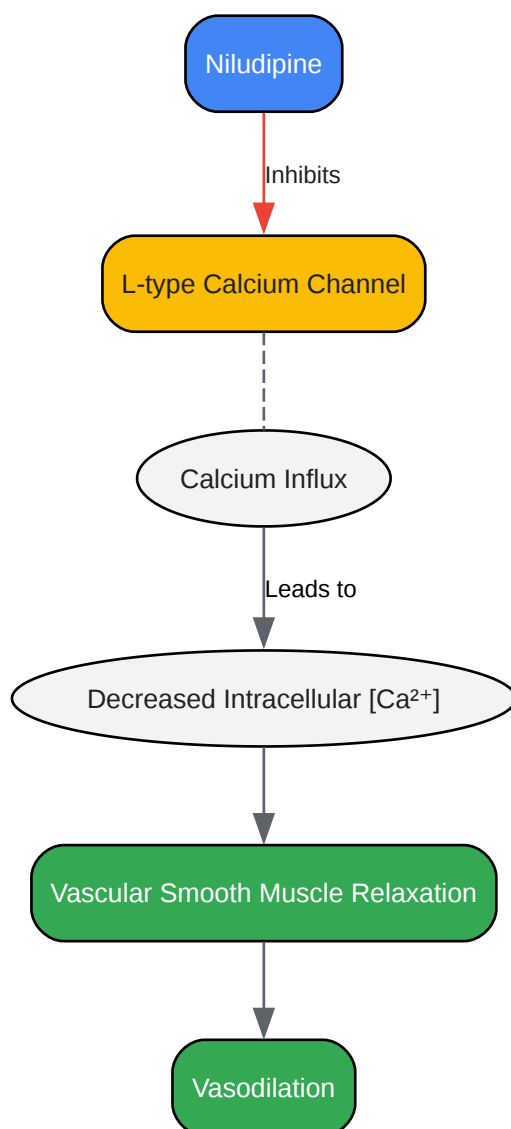 Niludipine
Inhibits
L-type Calcium Channel
Calcium Influx
Leads to
Decreased Intracellular [Ca²⁺]
Vascular Smooth Muscle Relaxation
Vasodilation